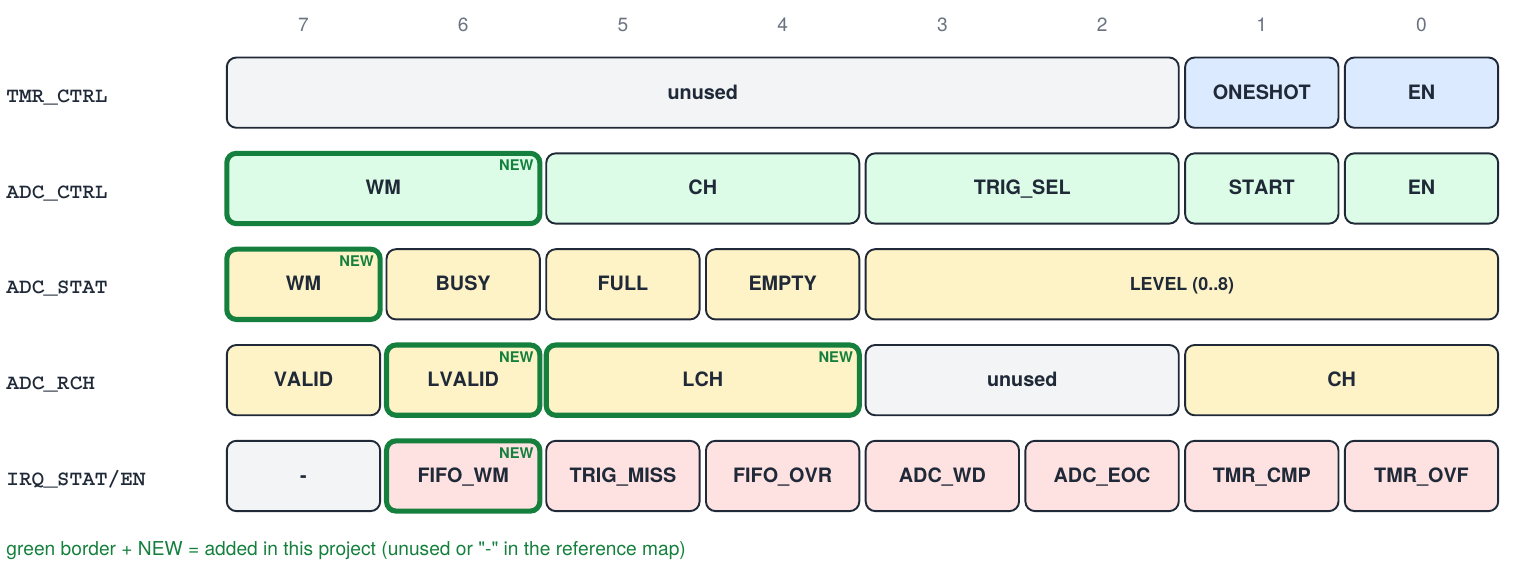 7 6 5 4 3 2 1 0
TMR_CTRL unused ONESHOT EN
ADC_CTRL WM NEW CH TRIG_SEL START EN
ADC_STAT WM NEW BUSY FULL EMPTY LEVEL (0..8)
ADC_RCH VALID LVALID NEW LCH NEW unused CH
IRQ_STAT/EN - FIFO_WM NEW TRIG_MISS FIFO_OVR ADC_WD ADC_EOC TMR_CMP TMR_OVF
green border + NEW = added in this project (unused or "-" in the reference map)